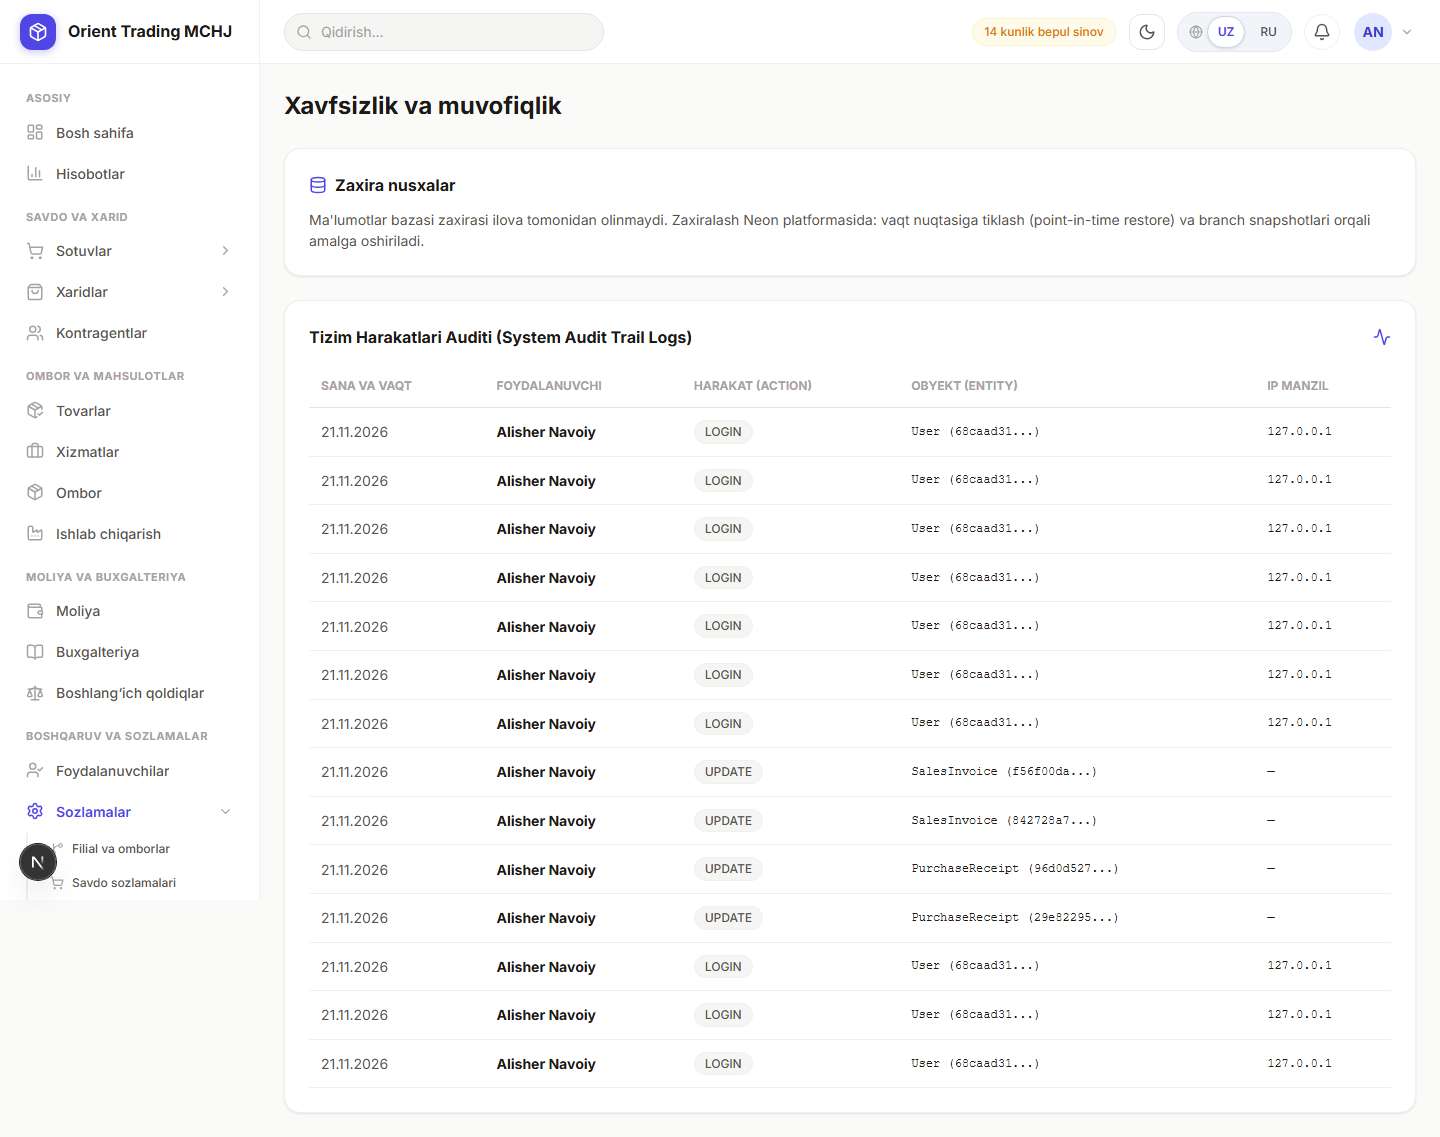 Orient Trading MCHJ
Qidirish...
14 kunlik bepul sinov
UZ
RU
AN
ASOSIY
Bosh sahifa
Hisobotlar
SAVDO VA XARID
Sotuvlar
Xaridlar
Kontragentlar
OMBOR VA MAHSULOTLAR
Tovarlar
Xizmatlar
Ombor
Ishlab chiqarish
MOLIYA VA BUXGALTERIYA
Moliya
Buxgalteriya
Boshlang‘ich qoldiqlar
BOSHQARUV VA SOZLAMALAR
Foydalanuvchilar
Sozlamalar
Filial va omborlar
N
Savdo sozlamalari
Xavfsizlik va muvofiqlik
Zaxira nusxalar
Ma'lumotlar bazasi zaxirasi ilova tomonidan olinmaydi. Zaxiralash Neon platformasida: vaqt nuqtasiga tiklash (point-in-time restore) va branch snapshotlari orqali
amalga oshiriladi.
Tizim Harakatlari Auditi (System Audit Trail Logs)
SANA VA VAQT FOYDALANUVCHI HARAKAT (ACTION) OBYEKT (ENTITY) IP MANZIL
21.11.2026 Alisher Navoiy LOGIN User (68caad31...) 127.0.0.1
21.11.2026 Alisher Navoiy LOGIN User (68caad31...) 127.0.0.1
21.11.2026 Alisher Navoiy LOGIN User (68caad31...) 127.0.0.1
21.11.2026 Alisher Navoiy LOGIN User (68caad31...) 127.0.0.1
21.11.2026 Alisher Navoiy LOGIN User (68caad31...) 127.0.0.1
21.11.2026 Alisher Navoiy LOGIN User (68caad31...) 127.0.0.1
21.11.2026 Alisher Navoiy LOGIN User (68caad31...) 127.0.0.1
21.11.2026 Alisher Navoiy UPDATE SalesInvoice (f56f00da...) —
21.11.2026 Alisher Navoiy UPDATE SalesInvoice (842728a7...) —
21.11.2026 Alisher Navoiy UPDATE PurchaseReceipt (96d0d527...) —
21.11.2026 Alisher Navoiy UPDATE PurchaseReceipt (29e82295...) —
21.11.2026 Alisher Navoiy LOGIN User (68caad31...) 127.0.0.1
21.11.2026 Alisher Navoiy LOGIN User (68caad31...) 127.0.0.1
21.11.2026 Alisher Navoiy LOGIN User (68caad31...) 127.0.0.1